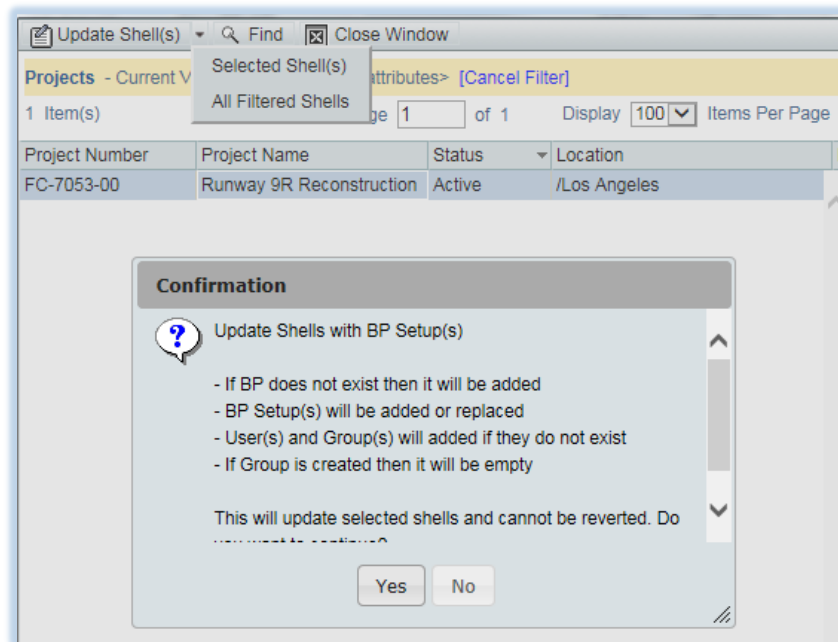 Update Shell(s) Find Close Window
Selected Shell(s)
All Filtered Shells
Projects - Current V attributes> [Cancel Filter]
1 Item(s) ge 1 of 1 Display 100 Items Per Page
Project Number Project Name Status Location
FC-7053-00 Runway 9R Reconstruction Active /Los Angeles
Confirmation
Update Shells with BP Setup(s)
- If BP does not exist then it will be added
- BP Setup(s) will be added or replaced
- User(s) and Group(s) will added if they do not exist
- If Group is created then it will be empty
This will update selected shells and cannot be reverted. Do
you want to continue?
Yes No